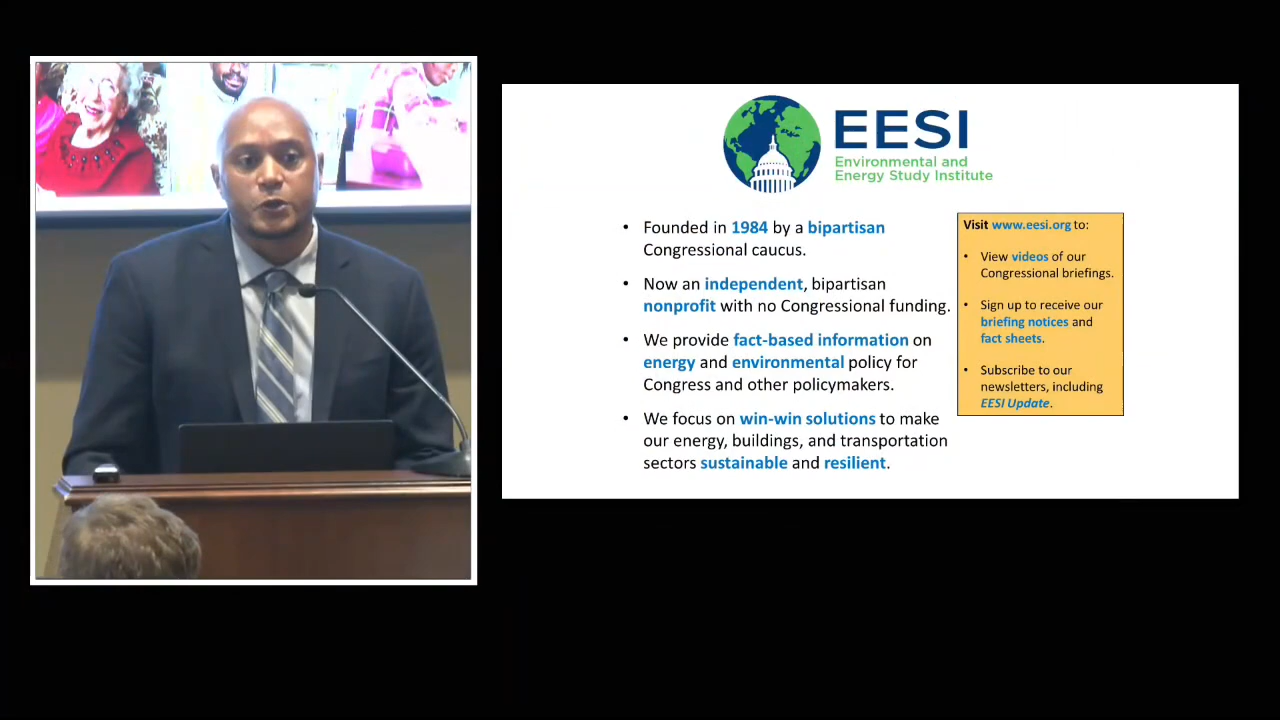 EESI
Environmental and
Energy Study Institute
• Founded in 1984 by a bipartisan
Congressional caucus.
• Now an independent, bipartisan
nonprofit with no Congressional funding.
• We provide fact-based information on
energy and environmental policy for
Congress and other policymakers.
• We focus on win-win solutions to make
our energy, buildings, and transportation
sectors sustainable and resilient.
Visit www.eesi.org to:
• View videos of our
Congressional briefings.
• Sign up to receive our
briefing notices and
fact sheets.
• Subscribe to our
newsletters, including
EESI Update.